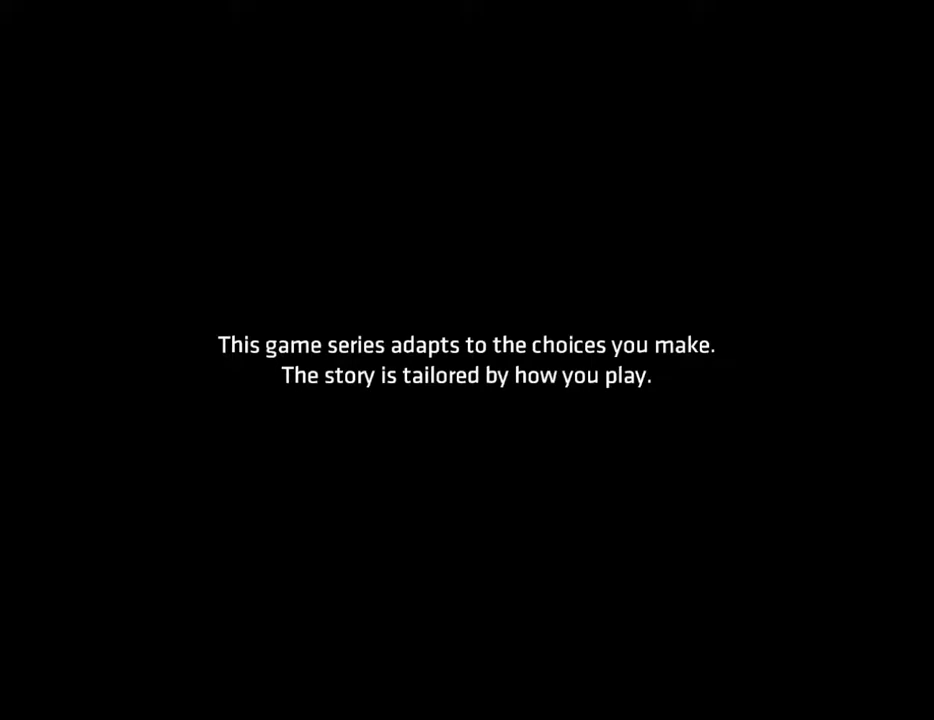 This game series adapts to the choices you make.
The story is tailored by how you play.